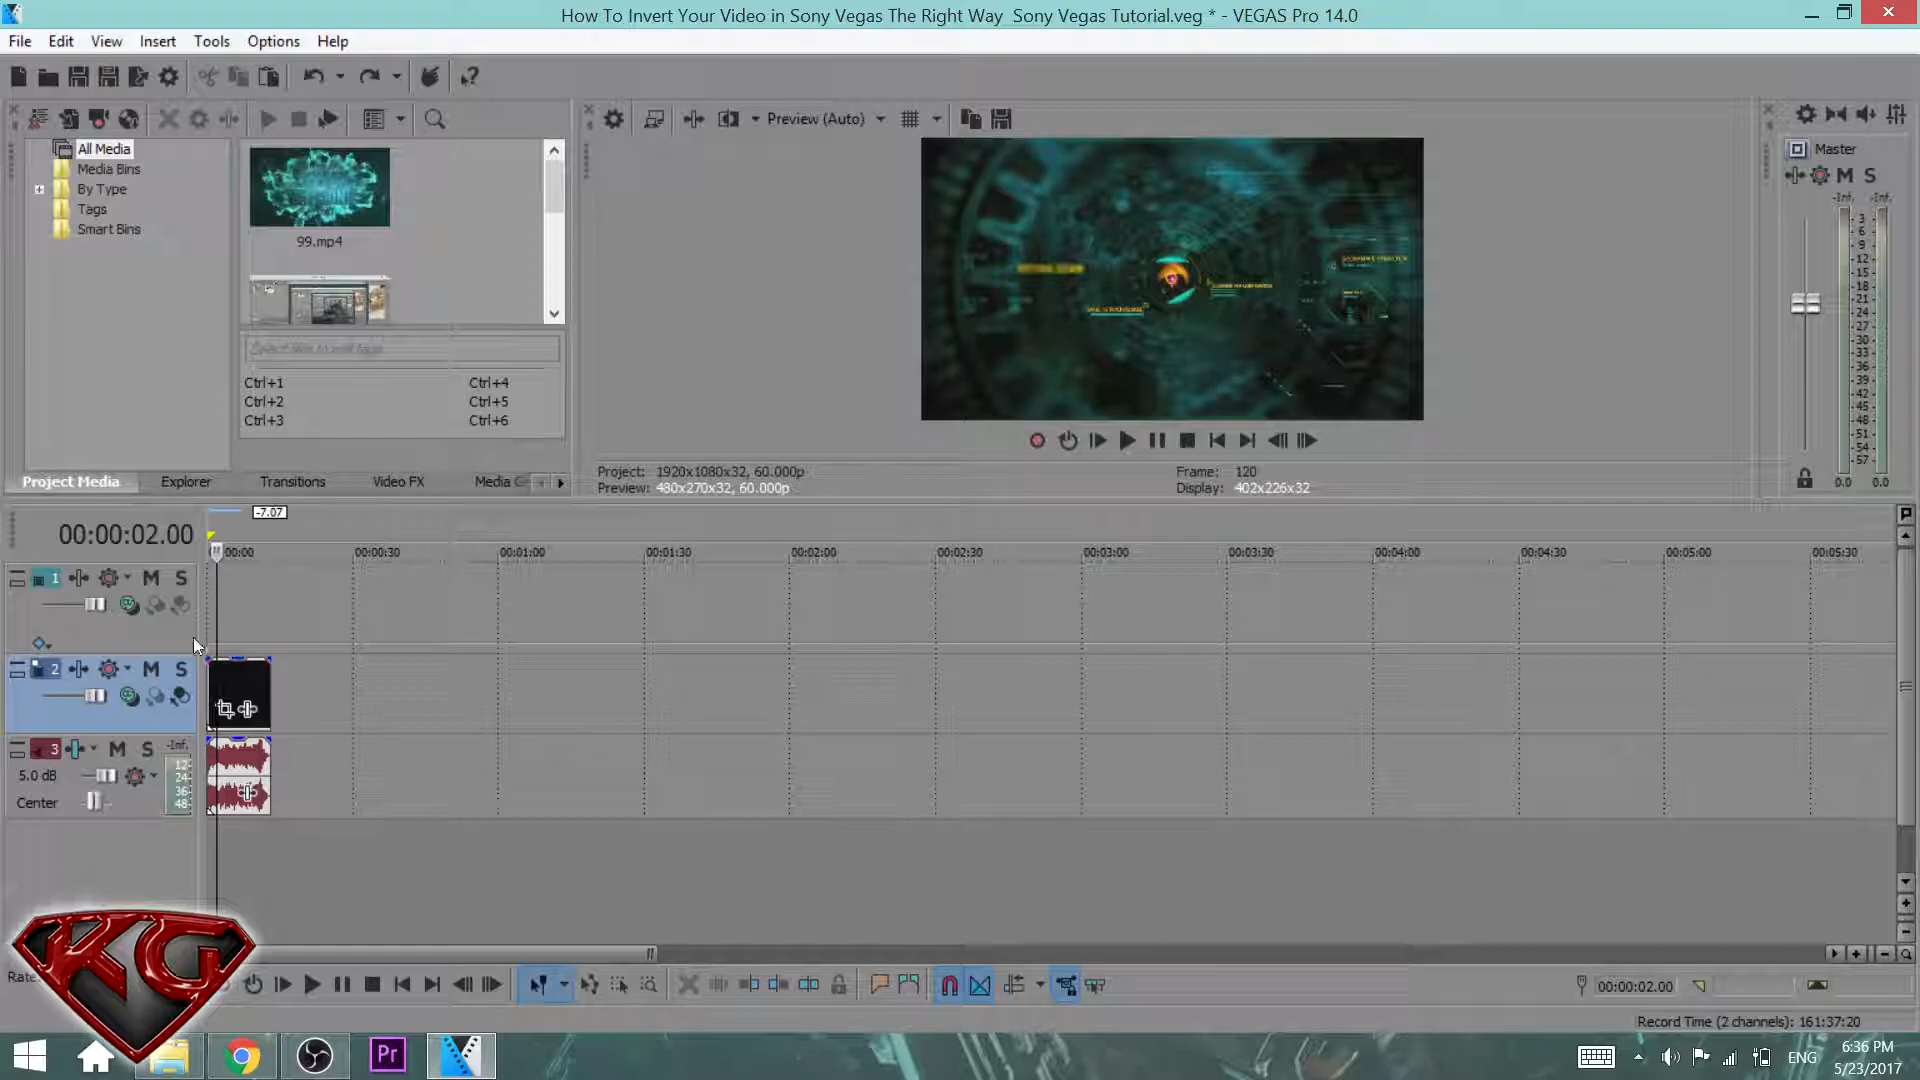 How To Invert Your Video in Sony Vegas The Right Way_Sony Vegas Tutorial.veg * - VEGAS Pro 14.0
File Edit View Insert Tools Options Help
Preview (Auto)
All Media
Media Bins
By Type
Tags
Smart Bins
99.mp4
Master
M S
-Inf. -Inf.
3
6
9
12
15
18
21
24
27
30
33
36
39
42
45
48
51
54
57
0.0 0.0
Ctrl+1 Ctrl+4
Ctrl+2 Ctrl+5
Ctrl+3 Ctrl+6
Project: 1920x1080x32, 60.000p Frame: 120
Preview: 480x270x32, 60.000p Display: 402x226x32
Project Media Explorer Transitions Video FX Media G
-7.07
00:00:02.00
00:00 00:00:30 00:01:00 00:01:30 00:02:00 00:02:30 00:03:00 00:03:30 00:04:00 00:04:30 00:05:00 00:05:30
1 M S
2 M S
3 M S -Inf.
12
24
36
48
5.0 dB
Center
KG
Rate:
00:00:02.00
Record Time (2 channels): 161:37:20
Pr
ENG
6:36 PM
5/23/2017